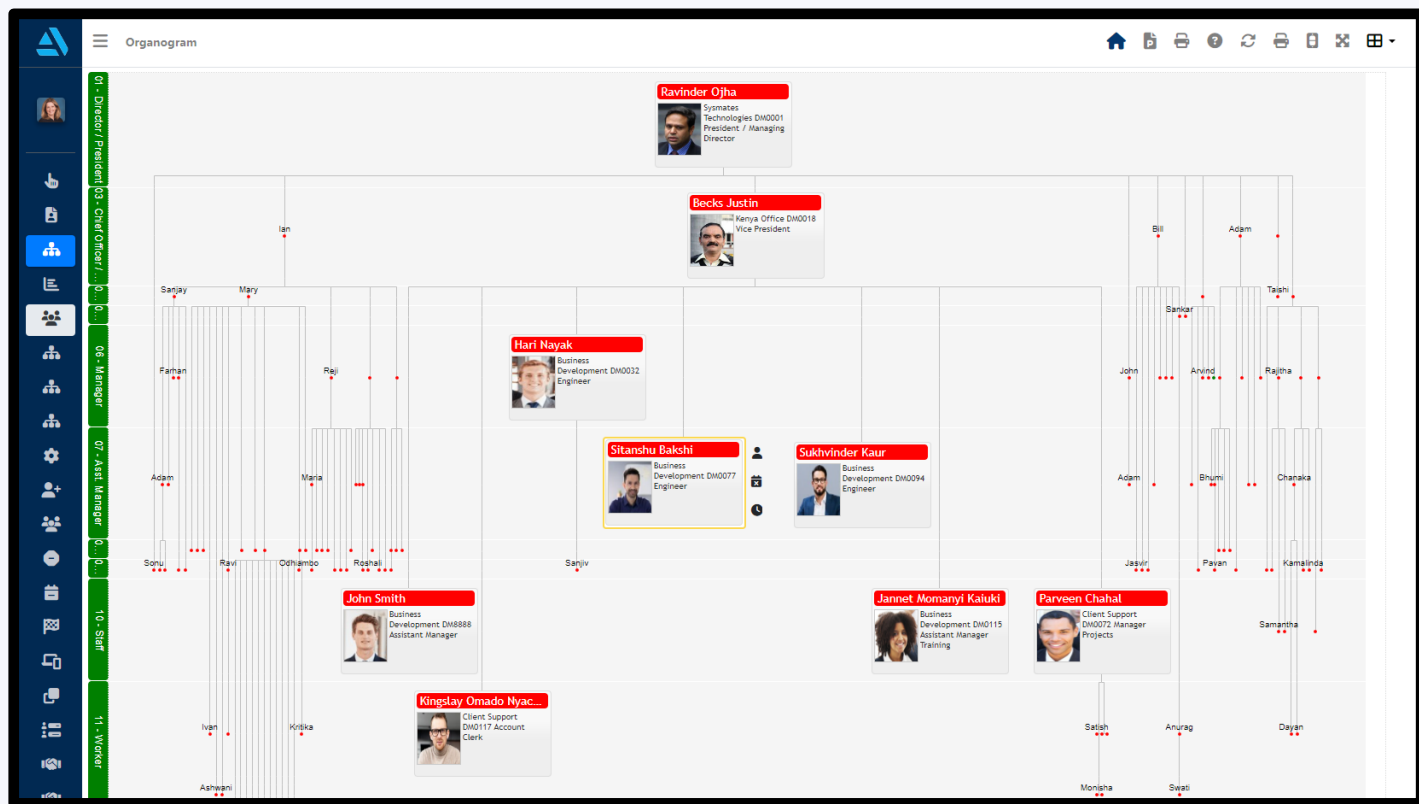 Organogram
01 - Director / President
Ravinder Ojha
Sysmates
Technologies DM0001
President / Managing
Director
03 - Chief Officer / ...
Becks Justin
Kenya Office DM0018
Vice President
Ian
Bill
Adam
0...
Sanjay
Mary
Taishi
0...
Sankar
06 - Manager
Hari Nayak
Business
Development DM0032
Engineer
Farhan
Reji
John
Arvind
Rajitha
07 - Asst. Manager
Sitanshu Bakshi
Business
Development DM0077
Engineer
Sukhvinder Kaur
Business
Development DM0094
Engineer
Adam
Maria
Adam
Bhumi
Chanaka
0...
0...
Sonu
Ravi
Odhiambo
Roshali
Sanjiv
Jasvir
Pavan
Kamalinda
10 - Staff
John Smith
Business
Development DM8888
Assistant Manager
Jannet Momanyi Kaiuki
Business
Development DM0115
Assistant Manager
Training
Parveen Chahal
Client Support
DM0072 Manager
Projects
Samantha
11 - Worker
Kingslay Omado Nyac...
Client Support
DM0117 Account
Clerk
Ivan
Kritika
Satish
Anurag
Dayan
Ashwani
Monisha
Swati